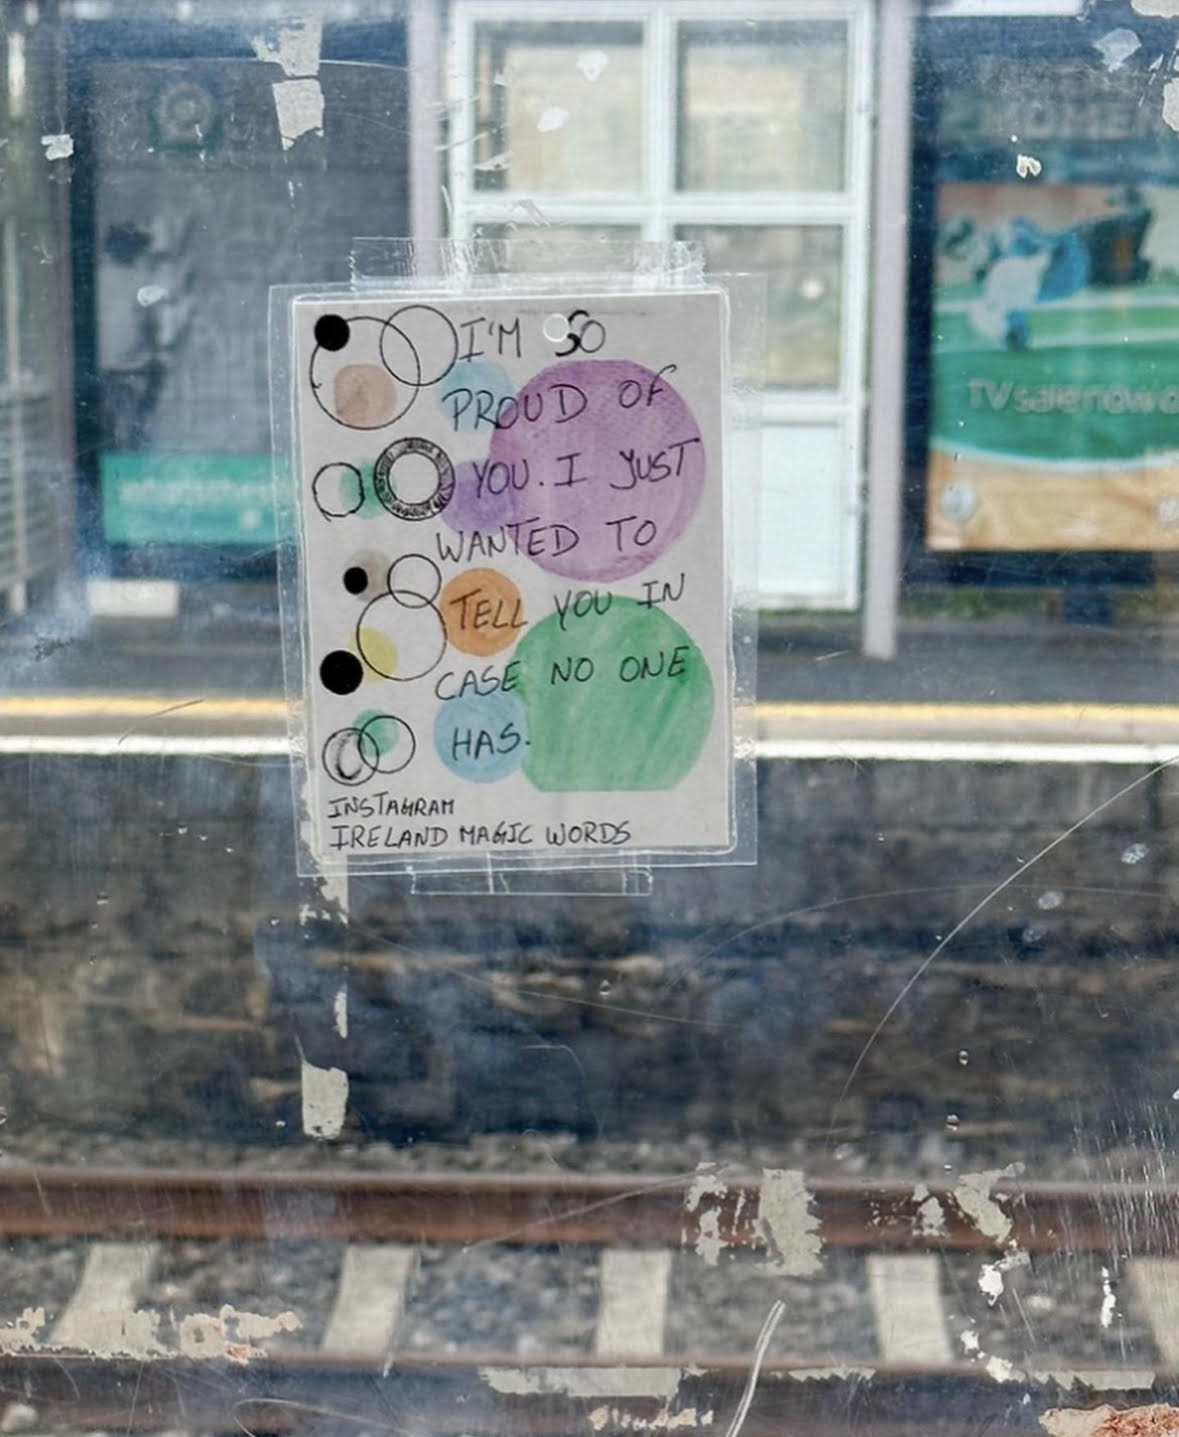 I'M SO
PROUD OF
YOU. I JUST
WANTED TO
TELL YOU IN
CASE NO ONE
HAS.
INSTAGRAM
IRELAND MAGIC WORDS
TV sale now